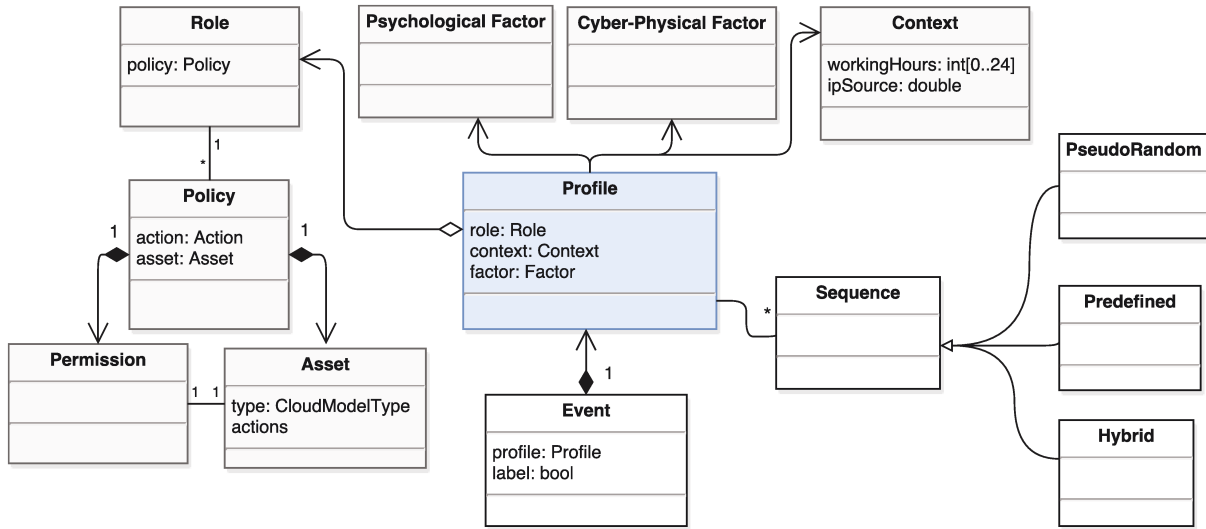 Role
policy: Policy
Psychological Factor
Cyber-Physical Factor
Context
workingHours: int[0..24]
ipSource: double
1
*
Policy
action: Action
asset: Asset
1
1
Profile
role: Role
context: Context
factor: Factor
PseudoRandom
Sequence
*
Predefined
Hybrid
Permission
1 1
Asset
type: CloudModelType
actions
1
Event
profile: Profile
label: bool